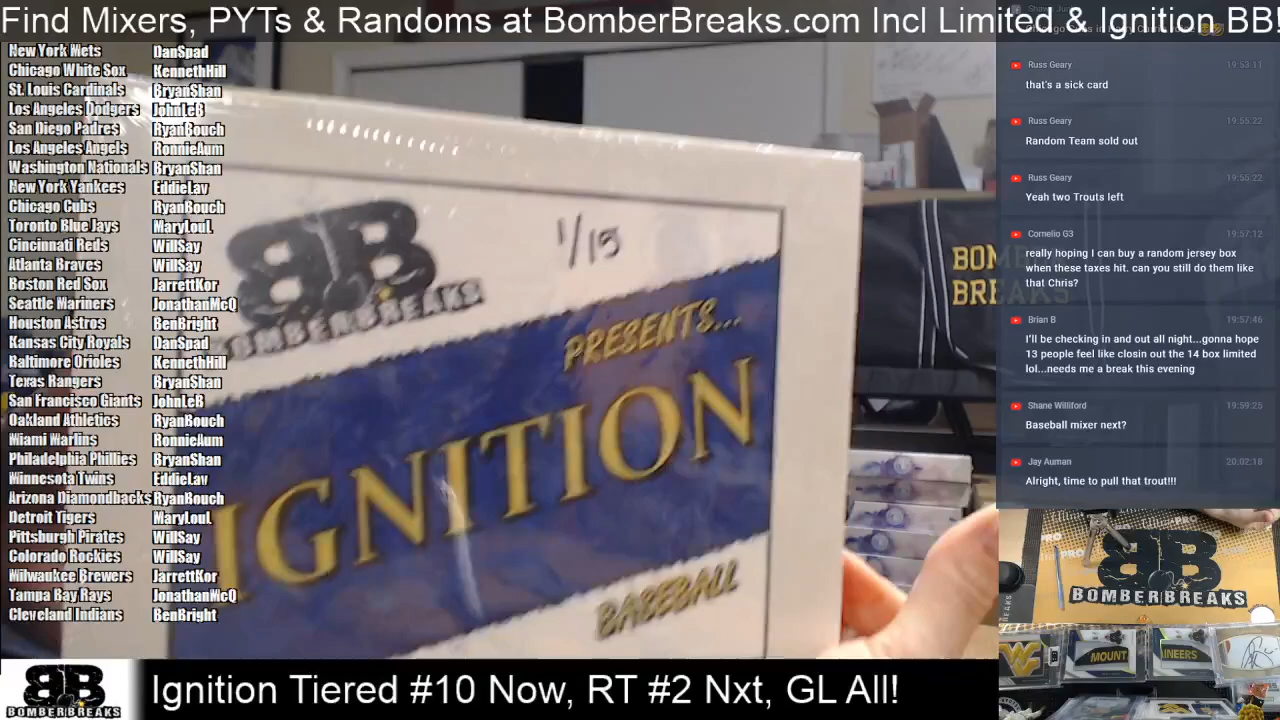 Find Mixers, PYTs & Randoms at BomberBreaks.com Incl Limited & Ignition BB!
New York Mets DanSpad
Chicago White Sox KennethHill
St. Louis Cardinals BryanShan
Los Angeles Dodgers JohnLeB
San Diego Padres RyanBouch
Los Angels Angels RonnieAum
Washington Nationals BryanShan
New York Yankees EddieLav
Chicago Cubs RyanBouch
Toronto Blue Jays MaryLouL
Cincinnati Reds WillSay
Atlanta Braves WillSay
Boston Red Sox JarrettKor
Seattle Mariners JonathanMcQ
Houston Astros BenBright
Kansas City Royals DanSpad
Baltimore Orioles KennethHill
Texas Rangers BryanShan
San Francisco Giants JohnLeB
Oakland Athletics RyanBouch
Miami Marlins RonnieAum
Philadelphia Phillies BryanShan
Minnesota Twins EddieLav
Arizona Diamondbacks RyanBouch
Detroit Tigers MaryLouL
Pittsburgh Pirates WillSay
Colorado Rockies WillSay
Milwaukee Brewers JarrettKor
Tampa Bay Rays JonathanMcQ
Cleveland Indians BenBright
BB
BOMBERBREAKS
1/15
PRESENTS...
IGNITION
BASEBALL
BOMBER
BREAKS
Russ Geary 19:53:11
that's a sick card
Russ Geary 19:55:22
Random Team sold out
Russ Geary 19:55:22
Yeah two Trouts left
Cornelio G3 19:57:12
really hoping I can buy a random jersey box
when these taxes hit. can you still do them like
that Chris?
Brian B 19:57:46
I'll be checking in and out all night...gonna hope
13 people feel like closin out the 14 box limited
lol...needs me a break this evening
Shane Williford 19:59:25
Baseball mixer next?
Jay Auman 20:02:18
Alright, time to pull that trout!!!
PRO
PRO
PRO
BB
BOMBERBREAKS
MOUNT
AINEERS
BB
BOMBERBREAKS
Ignition Tiered #10 Now, RT #2 Nxt, GL All!